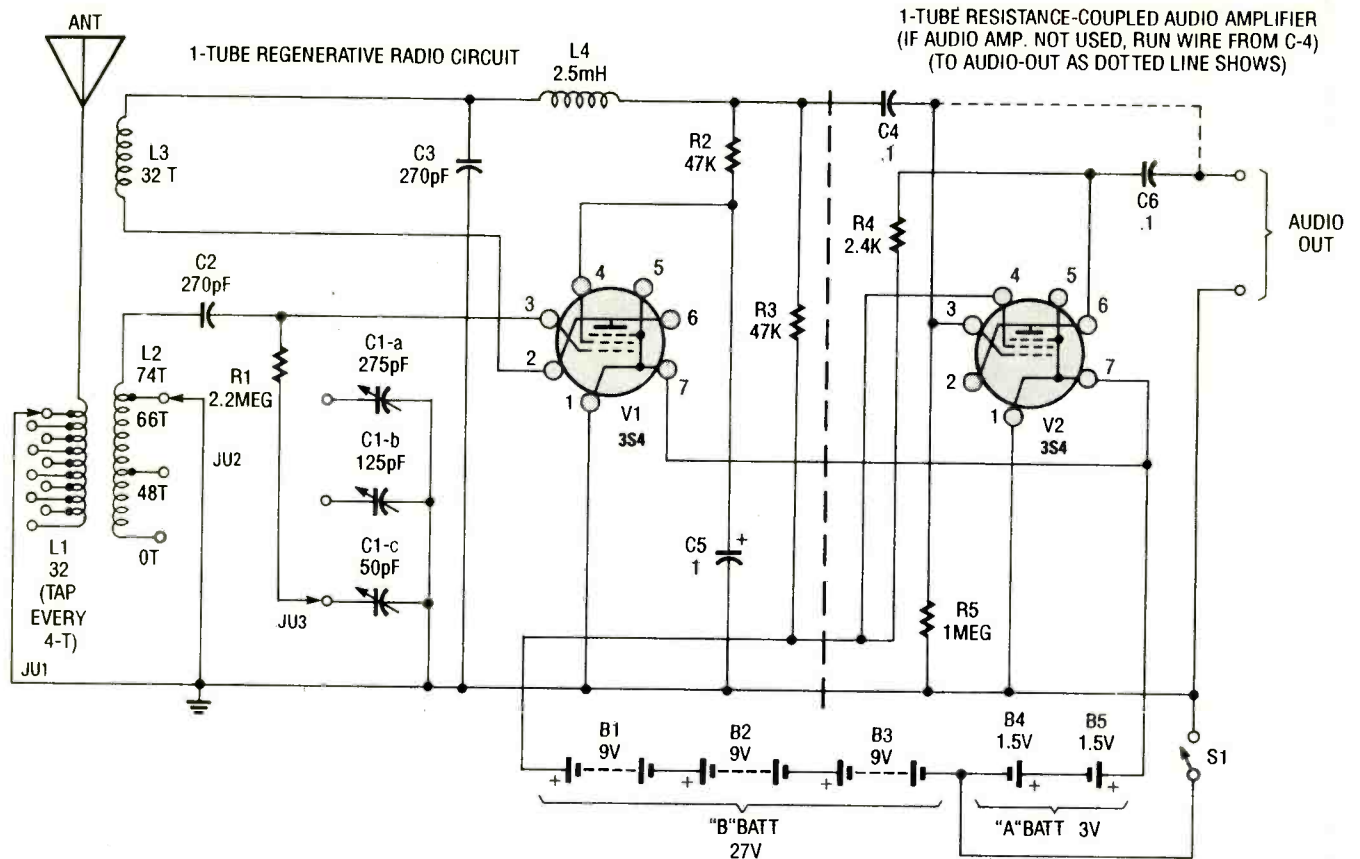 ANT
1-TUBE REGENERATIVE RADIO CIRCUIT
1-TUBE RESISTANCE-COUPLED AUDIO AMPLIFIER
(IF AUDIO AMP. NOT USED, RUN WIRE FROM C-4)
(TO AUDIO-OUT AS DOTTED LINE SHOWS)
L4
2.5mH
L3
32 T
C3
270pF
R2
47K
C4
.1
C6
.1
R4
2.4K
AUDIO
OUT
C2
270pF
4
5
3
6
2
7
1
V1
3S4
R3
47K
4
5
3
6
2
7
1
V2
3S4
L2
74T
66T
48T
0T
R1
2.2MEG
JU2
C1-a
275pF
C1-b
125pF
C1-c
50pF
JU3
L1
32
(TAP
EVERY
4-T)
JU1
C5
1
+
R5
1MEG
B1
9V
B2
9V
B3
9V
B4
1.5V
B5
1.5V
S1
+
+
+
+
+
"B"BATT
27V
"A"BATT 3V